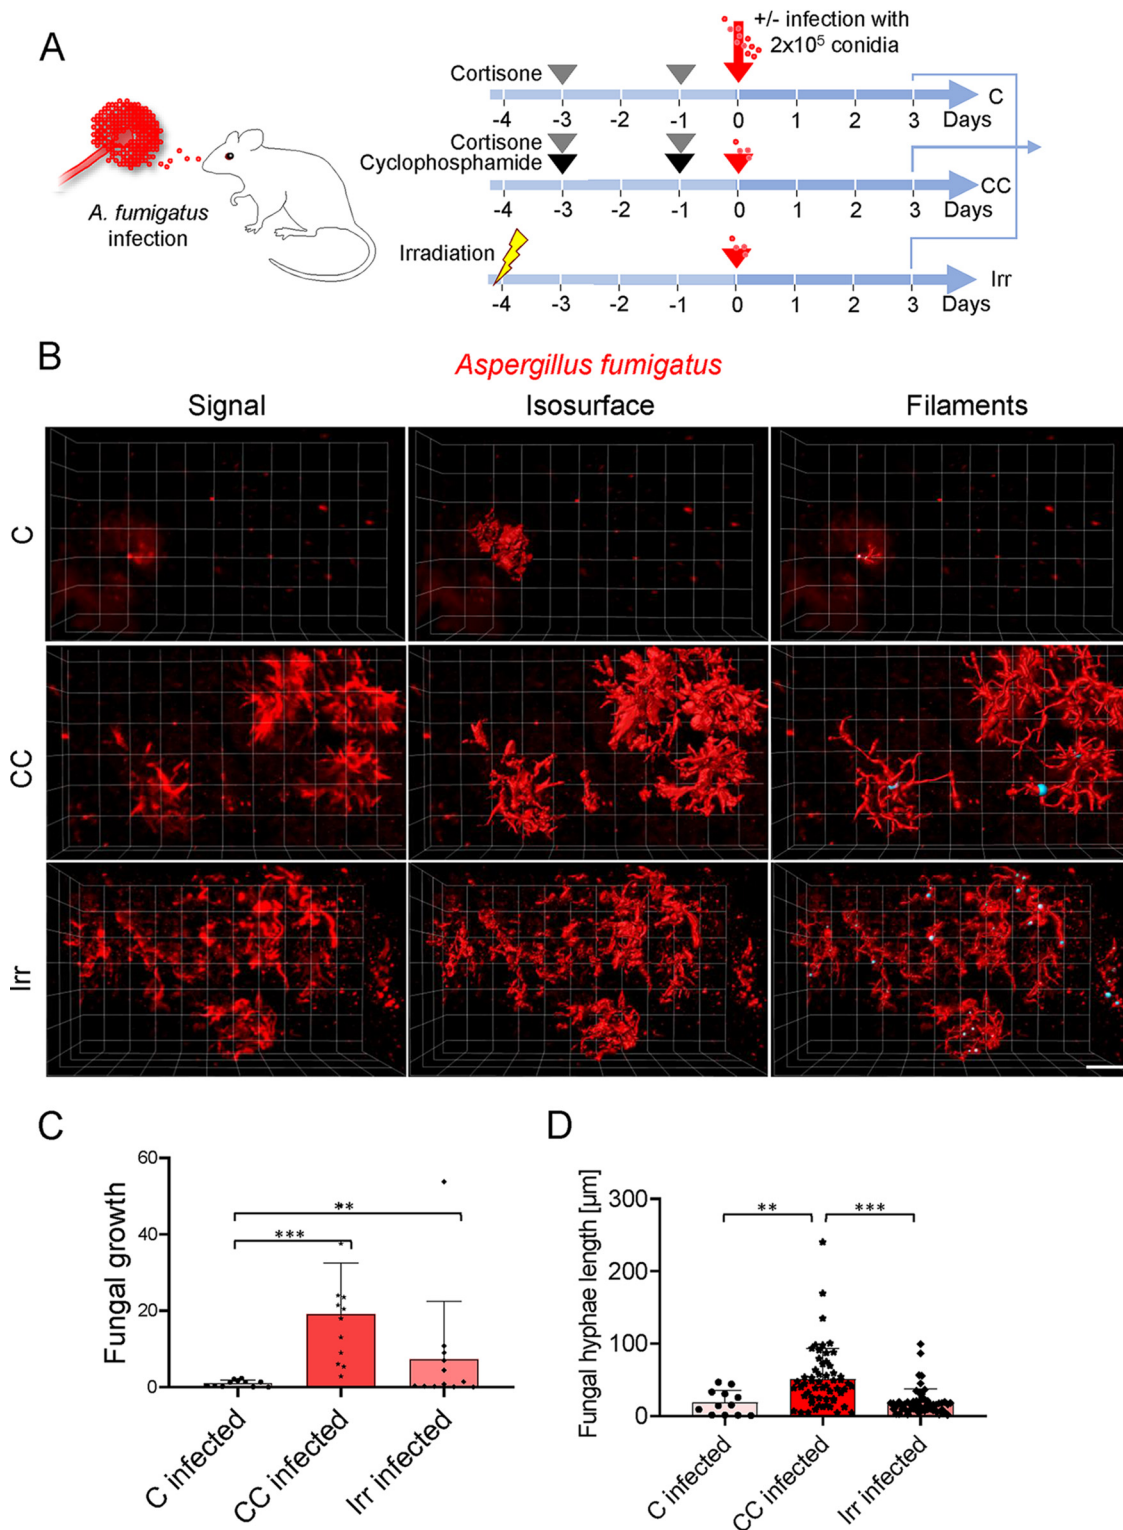 A
A. fumigatus
infection
+/- infection with
2x10⁵ conidia
Cortisone
C
-4 -3 -2 -1 0 1 2 3 Days
Cortisone
Cyclophosphamide
CC
-4 -3 -2 -1 0 1 2 3 Days
Irradiation
Irr
-4 -3 -2 -1 0 1 2 3 Days
B
Aspergillus fumigatus
Signal Isosurface Filaments
C
CC
Irr
C
Fungal growth
60
40
20
0
**
***
C infected
CC infected
Irr infected
D
Fungal hyphae length [µm]
300
200
100
0
** ***
C infected
CC infected
Irr infected